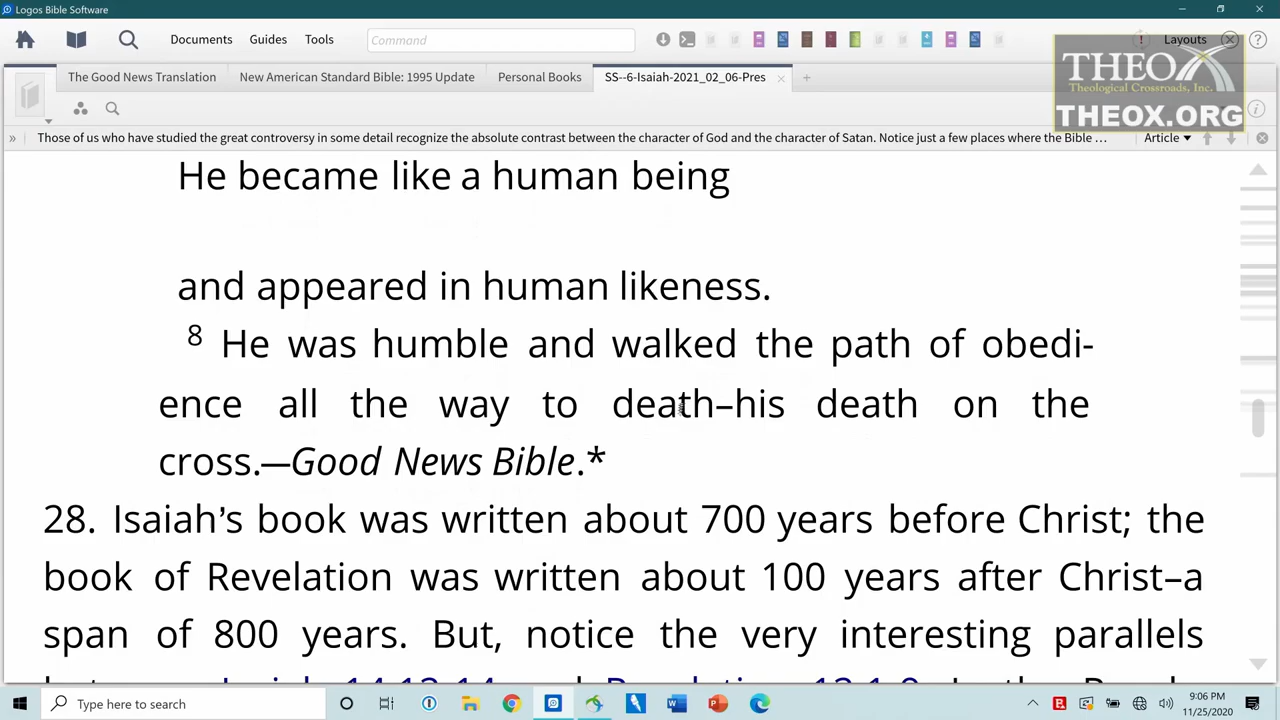 Logos Bible Software
Documents Guides Tools Command Layouts
THEOX
Theological Crossroads, Inc.
THEOX.ORG
The Good News Translation New American Standard Bible: 1995 Update Personal Books SS--6-Isaiah-2021_02_06-Pres
Those of us who have studied the great controversy in some detail recognize the absolute contrast between the character of God and the character of Satan. Notice just a few places where the Bible ... Article
He became like a human being
and appeared in human likeness.
8 He was humble and walked the path of obedi-
ence all the way to death–his death on the
cross.—Good News Bible.*
28. Isaiah’s book was written about 700 years before Christ; the
book of Revelation was written about 100 years after Christ–a
span of 800 years. But, notice the very interesting parallels
Type here to search
9:06 PM
11/25/2020